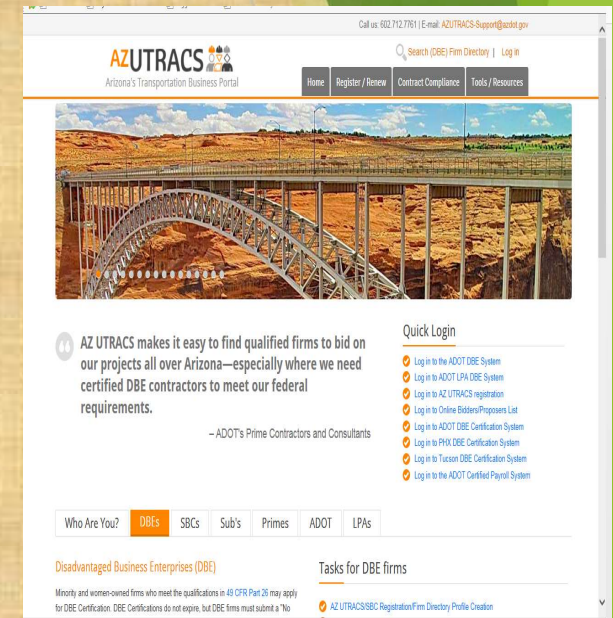 Call us: 602.712.7761 | E-mail: AZUTRACS-Support@azdot.gov
AZUTRACS
Arizona's Transportation Business Portal
Search (DBE) Firm Directory | Log in
Home Register / Renew Contract Compliance Tools / Resources
AZ UTRACS makes it easy to find qualified firms to bid on
our projects all over Arizona—especially where we need
certified DBE contractors to meet our federal
requirements.
– ADOT's Prime Contractors and Consultants
Quick Login
Log in to the ADOT DBE System
Log in to ADOT LPA DBE System
Log in to AZ UTRACS registration
Log in to Online Bidders/Proposers List
Log in to ADOT DBE Certification System
Log in to PHX DBE Certification System
Log in to Tucson DBE Certification System
Log in to the ADOT Certified Payroll System
Who Are You? DBEs SBCs Sub's Primes ADOT LPAs
Disadvantaged Business Enterprises (DBE)
Minority and women-owned firms who meet the qualifications in 49 CFR Part 26 may apply
for DBE Certification. DBE Certifications do not expire, but DBE firms must submit a "No
Tasks for DBE firms
AZ UTRACS/SBC Registration/Firm Directory Profile Creation